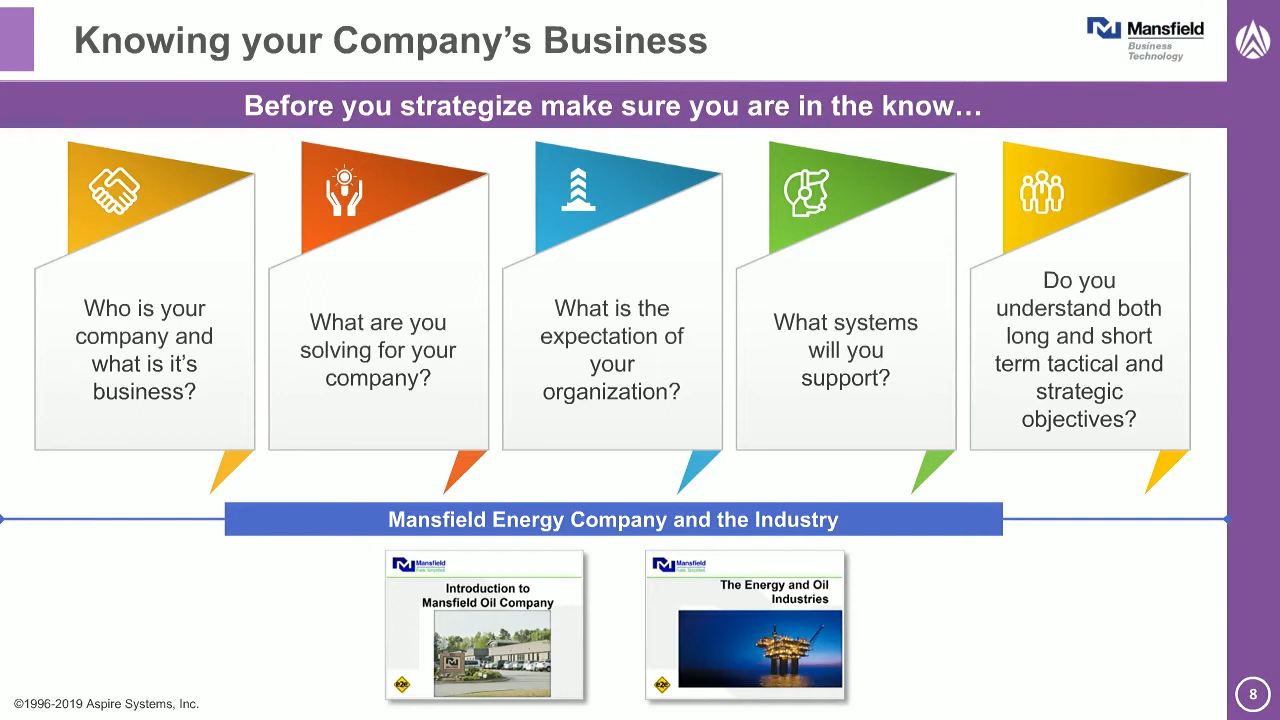 Knowing your Company's Business
Mansfield
Business
Technology
Before you strategize make sure you are in the know…
Who is your
company and
what is it's
business?
What are you
solving for your
company?
What is the
expectation of
your
organization?
What systems
will you
support?
Do you
understand both
long and short
term tactical and
strategic
objectives?
Mansfield Energy Company and the Industry
Mansfield
Introduction to
Mansfield Oil Company
e2e
Mansfield
The Energy and Oil
Industries
e2e
©1996-2019 Aspire Systems, Inc.
8